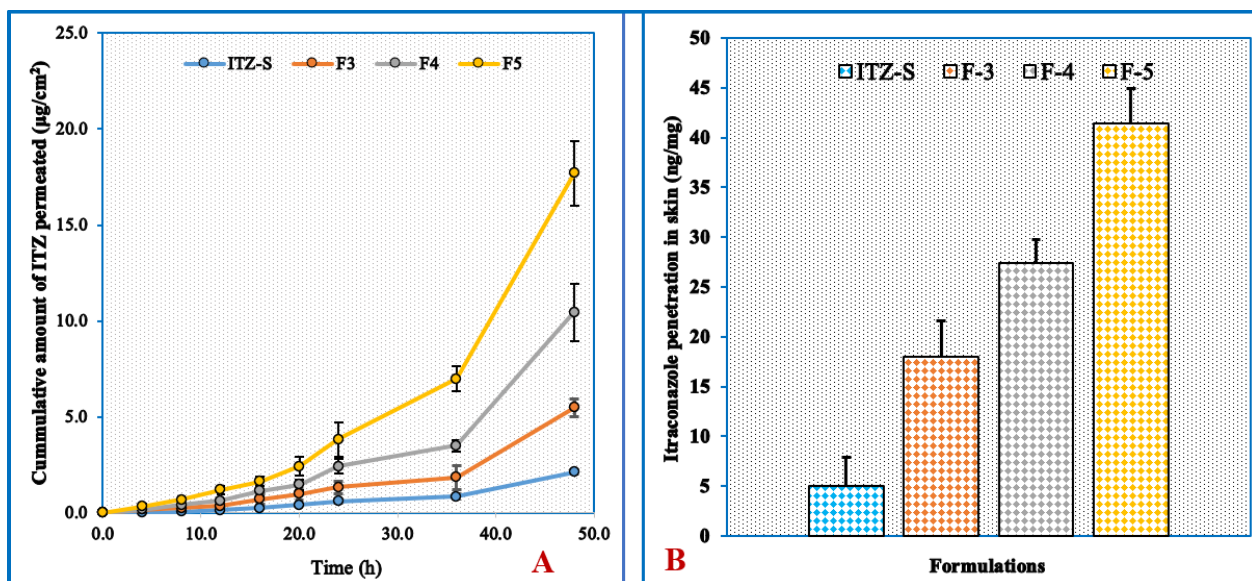 Cummulative amount of ITZ permeated (µg/cm²)
25.0
20.0
15.0
10.0
5.0
0.0
ITZ-S F3 F4 F5
0.0 10.0 20.0 30.0 40.0 50.0
Time (h)
A
Itraconazole penetration in skin (ng/mg)
50
45
40
35
30
25
20
15
10
5
0
ITZ-S F-3 F-4 F-5
Formulations
B